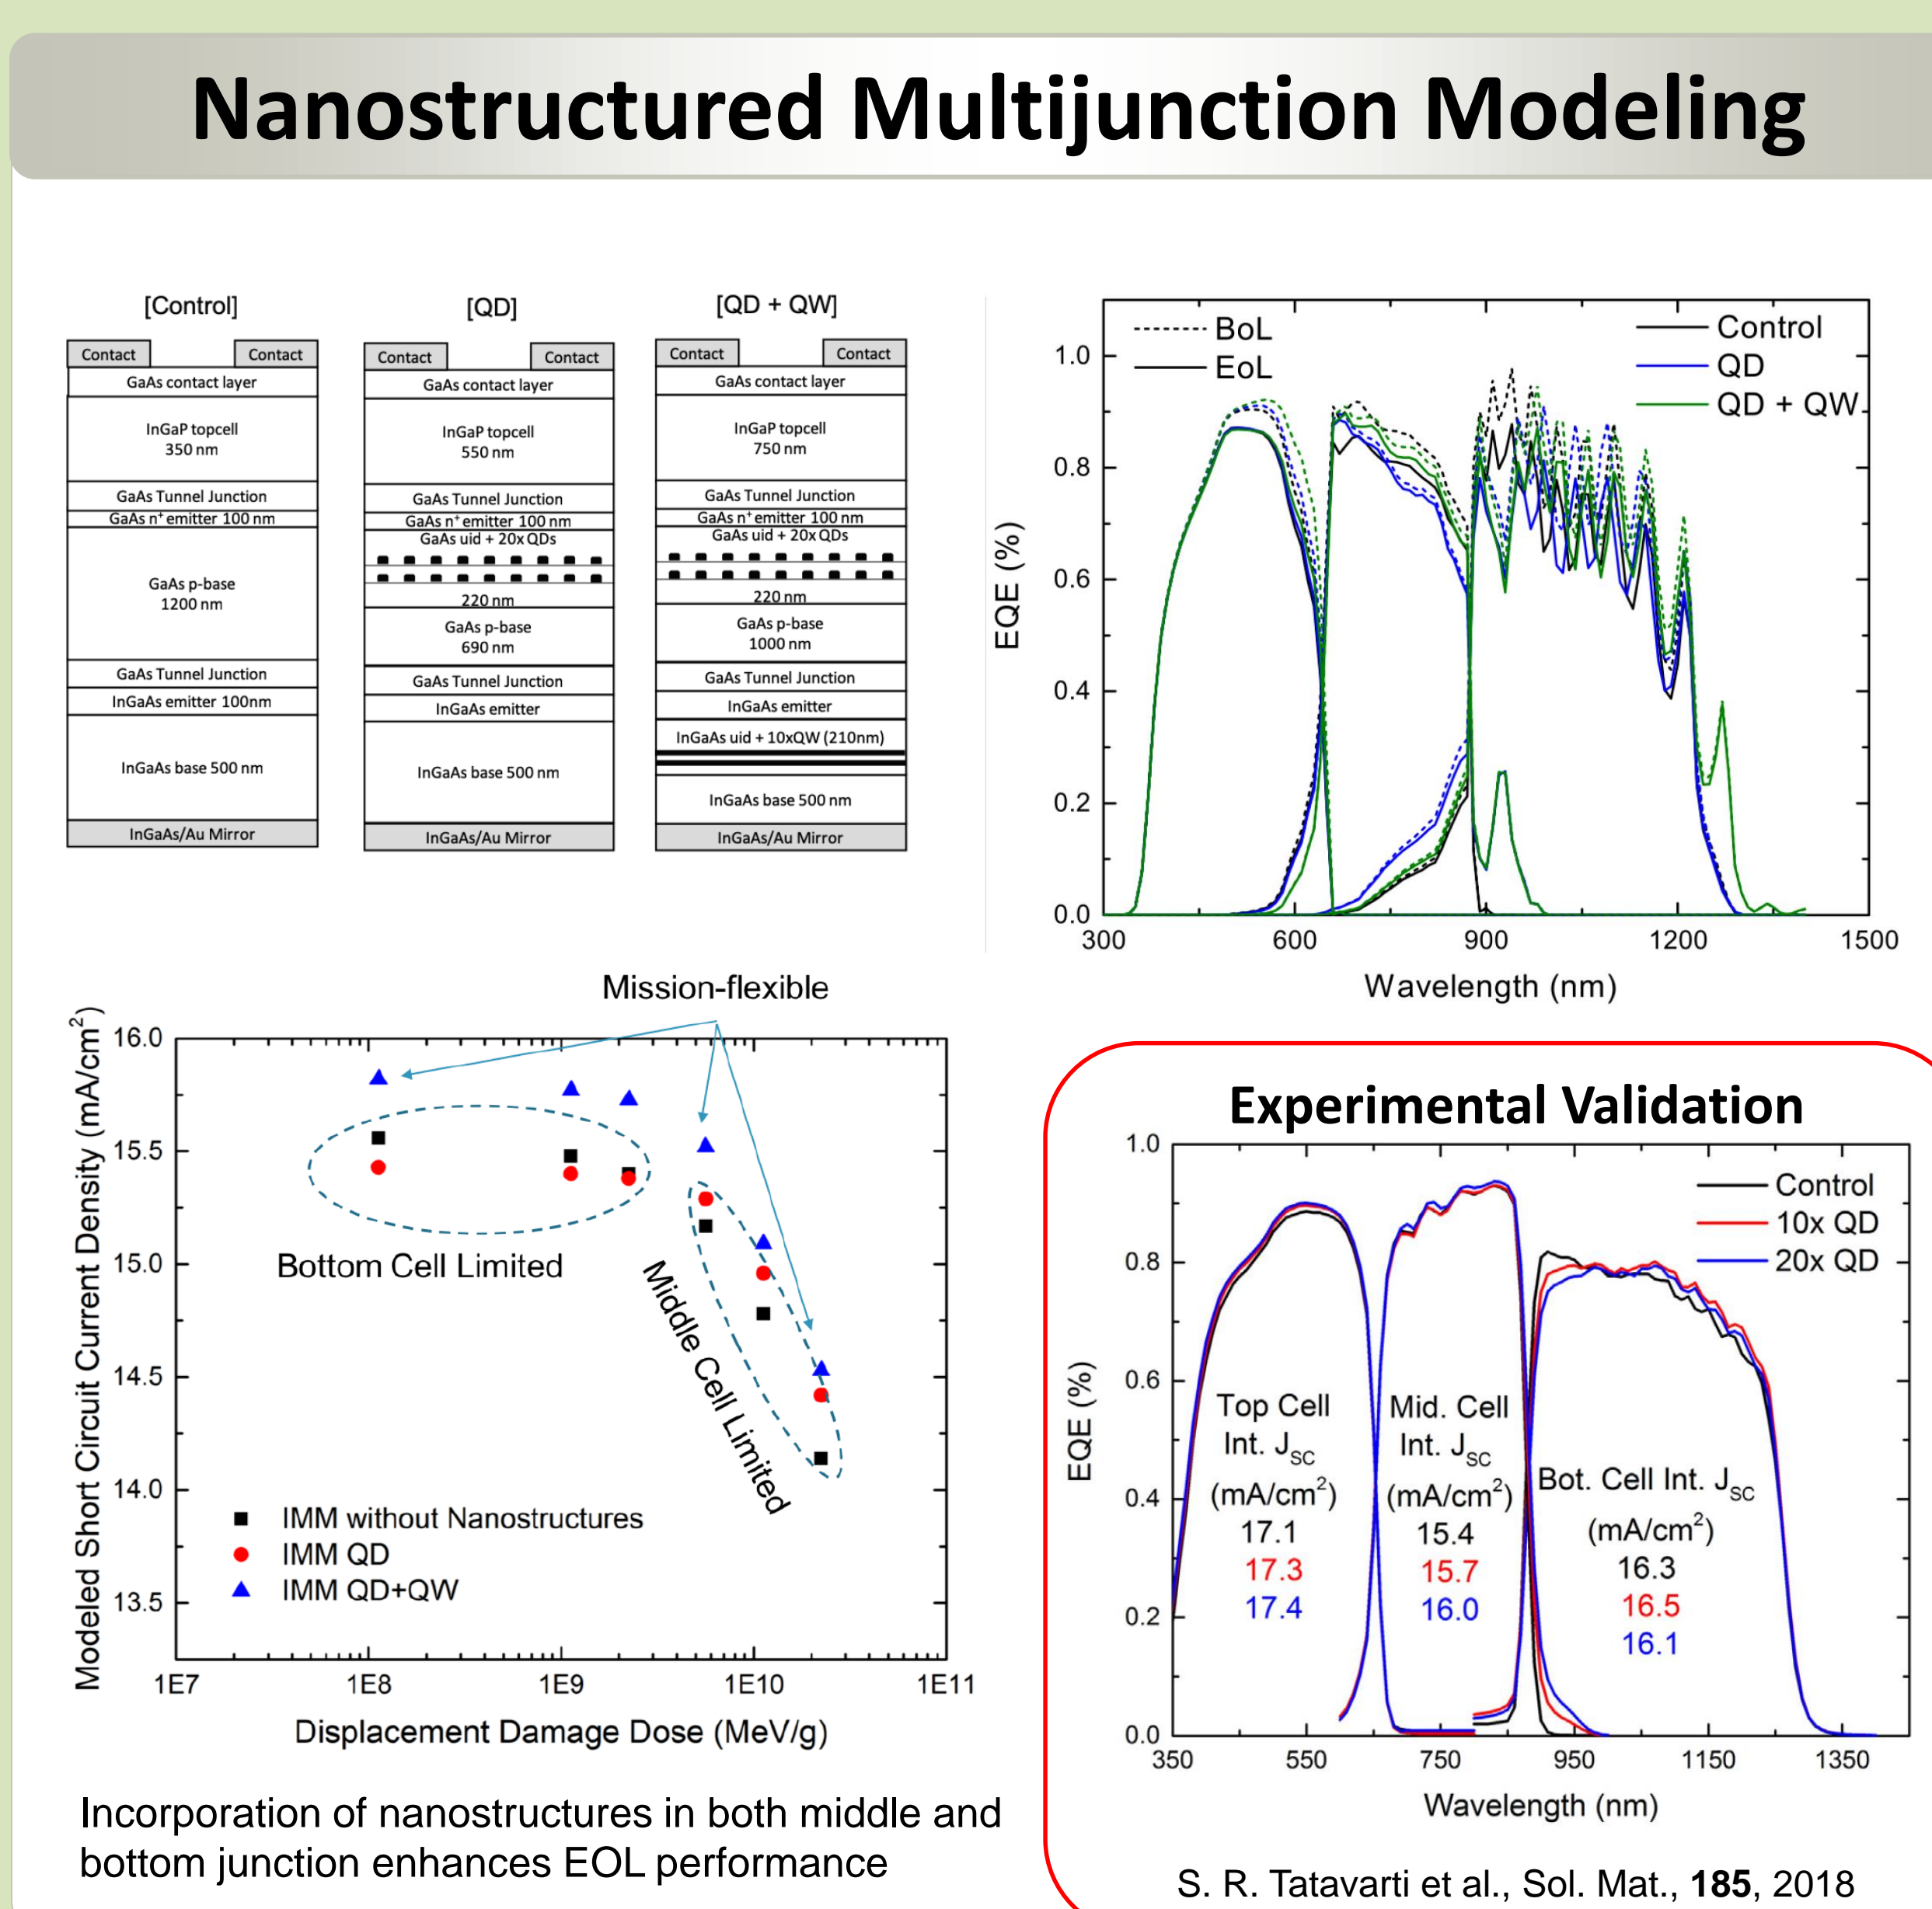 Nanostructured Multijunction Modeling
[Control]
Contact
Contact
GaAs contact layer
InGaP topcell
350 nm
GaAs Tunnel Junction
GaAs n+ emitter 100 nm
GaAs p-base
1200 nm
GaAs Tunnel Junction
InGaAs emitter 100nm
InGaAs base 500 nm
InGaAs/Au Mirror
[QD]
Contact
Contact
GaAs contact layer
InGaP topcell
550 nm
GaAs Tunnel Junction
GaAs n+ emitter 100 nm
GaAs uid + 20x QDs
220 nm
GaAs p-base
690 nm
GaAs Tunnel Junction
InGaAs emitter
InGaAs base 500 nm
InGaAs/Au Mirror
[QD + QW]
Contact
Contact
GaAs contact layer
InGaP topcell
750 nm
GaAs Tunnel Junction
GaAs n+ emitter 100 nm
GaAs uid + 20x QDs
220 nm
GaAs p-base
1000 nm
GaAs Tunnel Junction
InGaAs emitter
InGaAs uid + 10xQW (210nm)
InGaAs base 500 nm
InGaAs/Au Mirror
BoL
EoL
Control
QD
QD + QW
EQE (%)
1.0
0.8
0.6
0.4
0.2
0.0
300
600
900
1200
1500
Wavelength (nm)
Mission-flexible
Modeled Short Circuit Current Density (mA/cm2)
16.0
15.5
15.0
14.5
14.0
13.5
Bottom Cell Limited
Middle Cell Limited
IMM without Nanostructures
IMM QD
IMM QD+QW
1E7
1E8
1E9
1E10
1E11
Displacement Damage Dose (MeV/g)
Incorporation of nanostructures in both middle and
bottom junction enhances EOL performance
Experimental Validation
EQE (%)
1.0
0.8
0.6
0.4
0.2
0.0
Control
10x QD
20x QD
Top Cell
Int. JSC
(mA/cm2)
17.1
17.3
17.4
Mid. Cell
Int. JSC
(mA/cm2)
15.4
15.7
16.0
Bot. Cell Int. JSC
(mA/cm2)
16.3
16.5
16.1
350
550
750
950
1150
1350
Wavelength (nm)
S. R. Tatavarti et al., Sol. Mat., 185, 2018